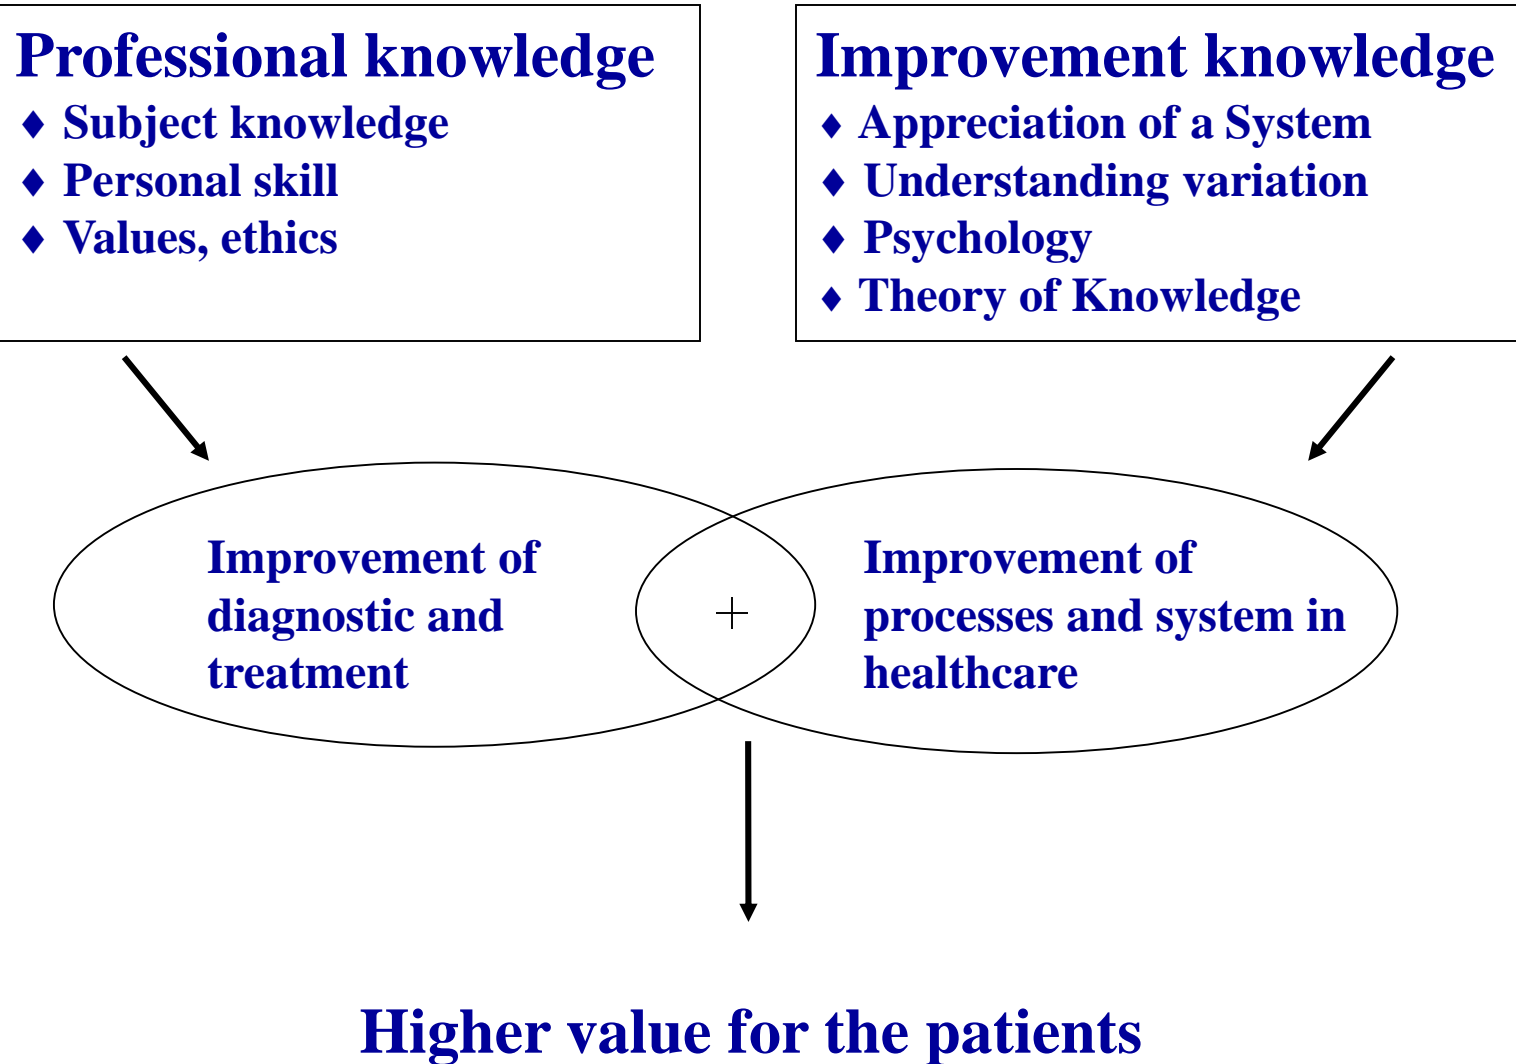 Professional knowledge
♦ Subject knowledge
♦ Personal skill
♦ Values, ethics
Improvement knowledge
♦ Appreciation of a System
♦ Understanding variation
♦ Psychology
♦ Theory of Knowledge
Improvement of
diagnostic and
treatment
+
Improvement of
processes and system in
healthcare
Higher value for the patients